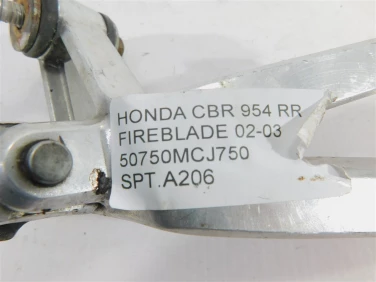 HONDA CBR 954 RR
FIREBLADE 02-03
50750MCJ750
SPT.A206